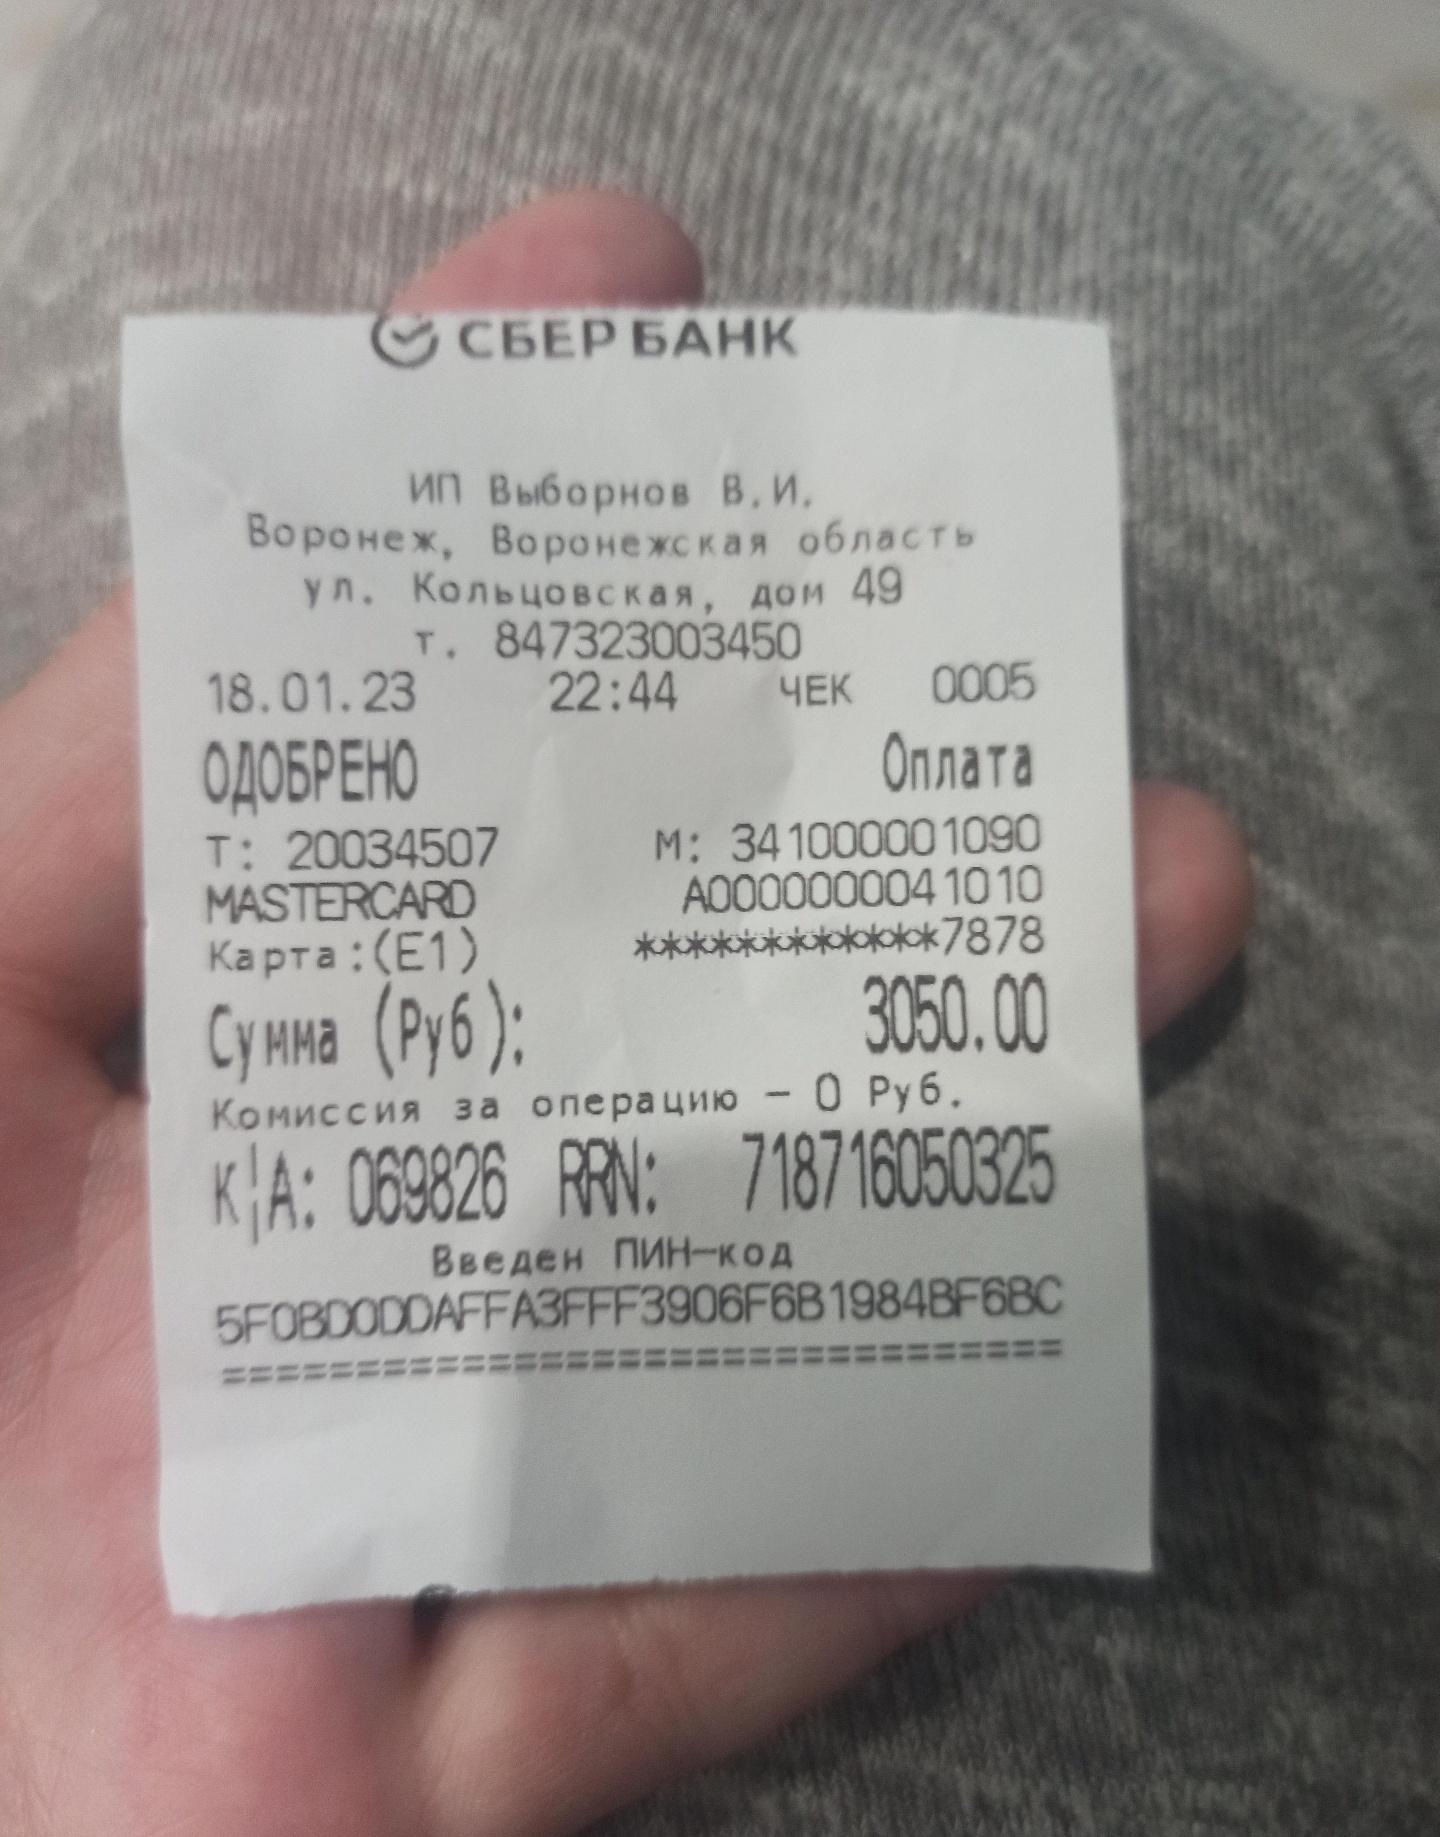 СБЕР БАНК
ИП Выборнов В.И.
Воронеж, Воронежская область
ул. Кольцовская, дом 49
т. 847323003450
18.01.23 22:44 ЧЕК 0005
ОДОБРЕНО Оплата
Т: 20034507 М: 341000001090
MASTERCARD A0000000041010
Карта:(E1) ************7878
Сумма (Руб): 3050.00
Комиссия за операцию — 0 Руб.
К¦А: 069826 RRN: 718716050325
Введен ПИН—код
5F0BD0DDAFFA3FFF3906F6B1984BF6BC
================================